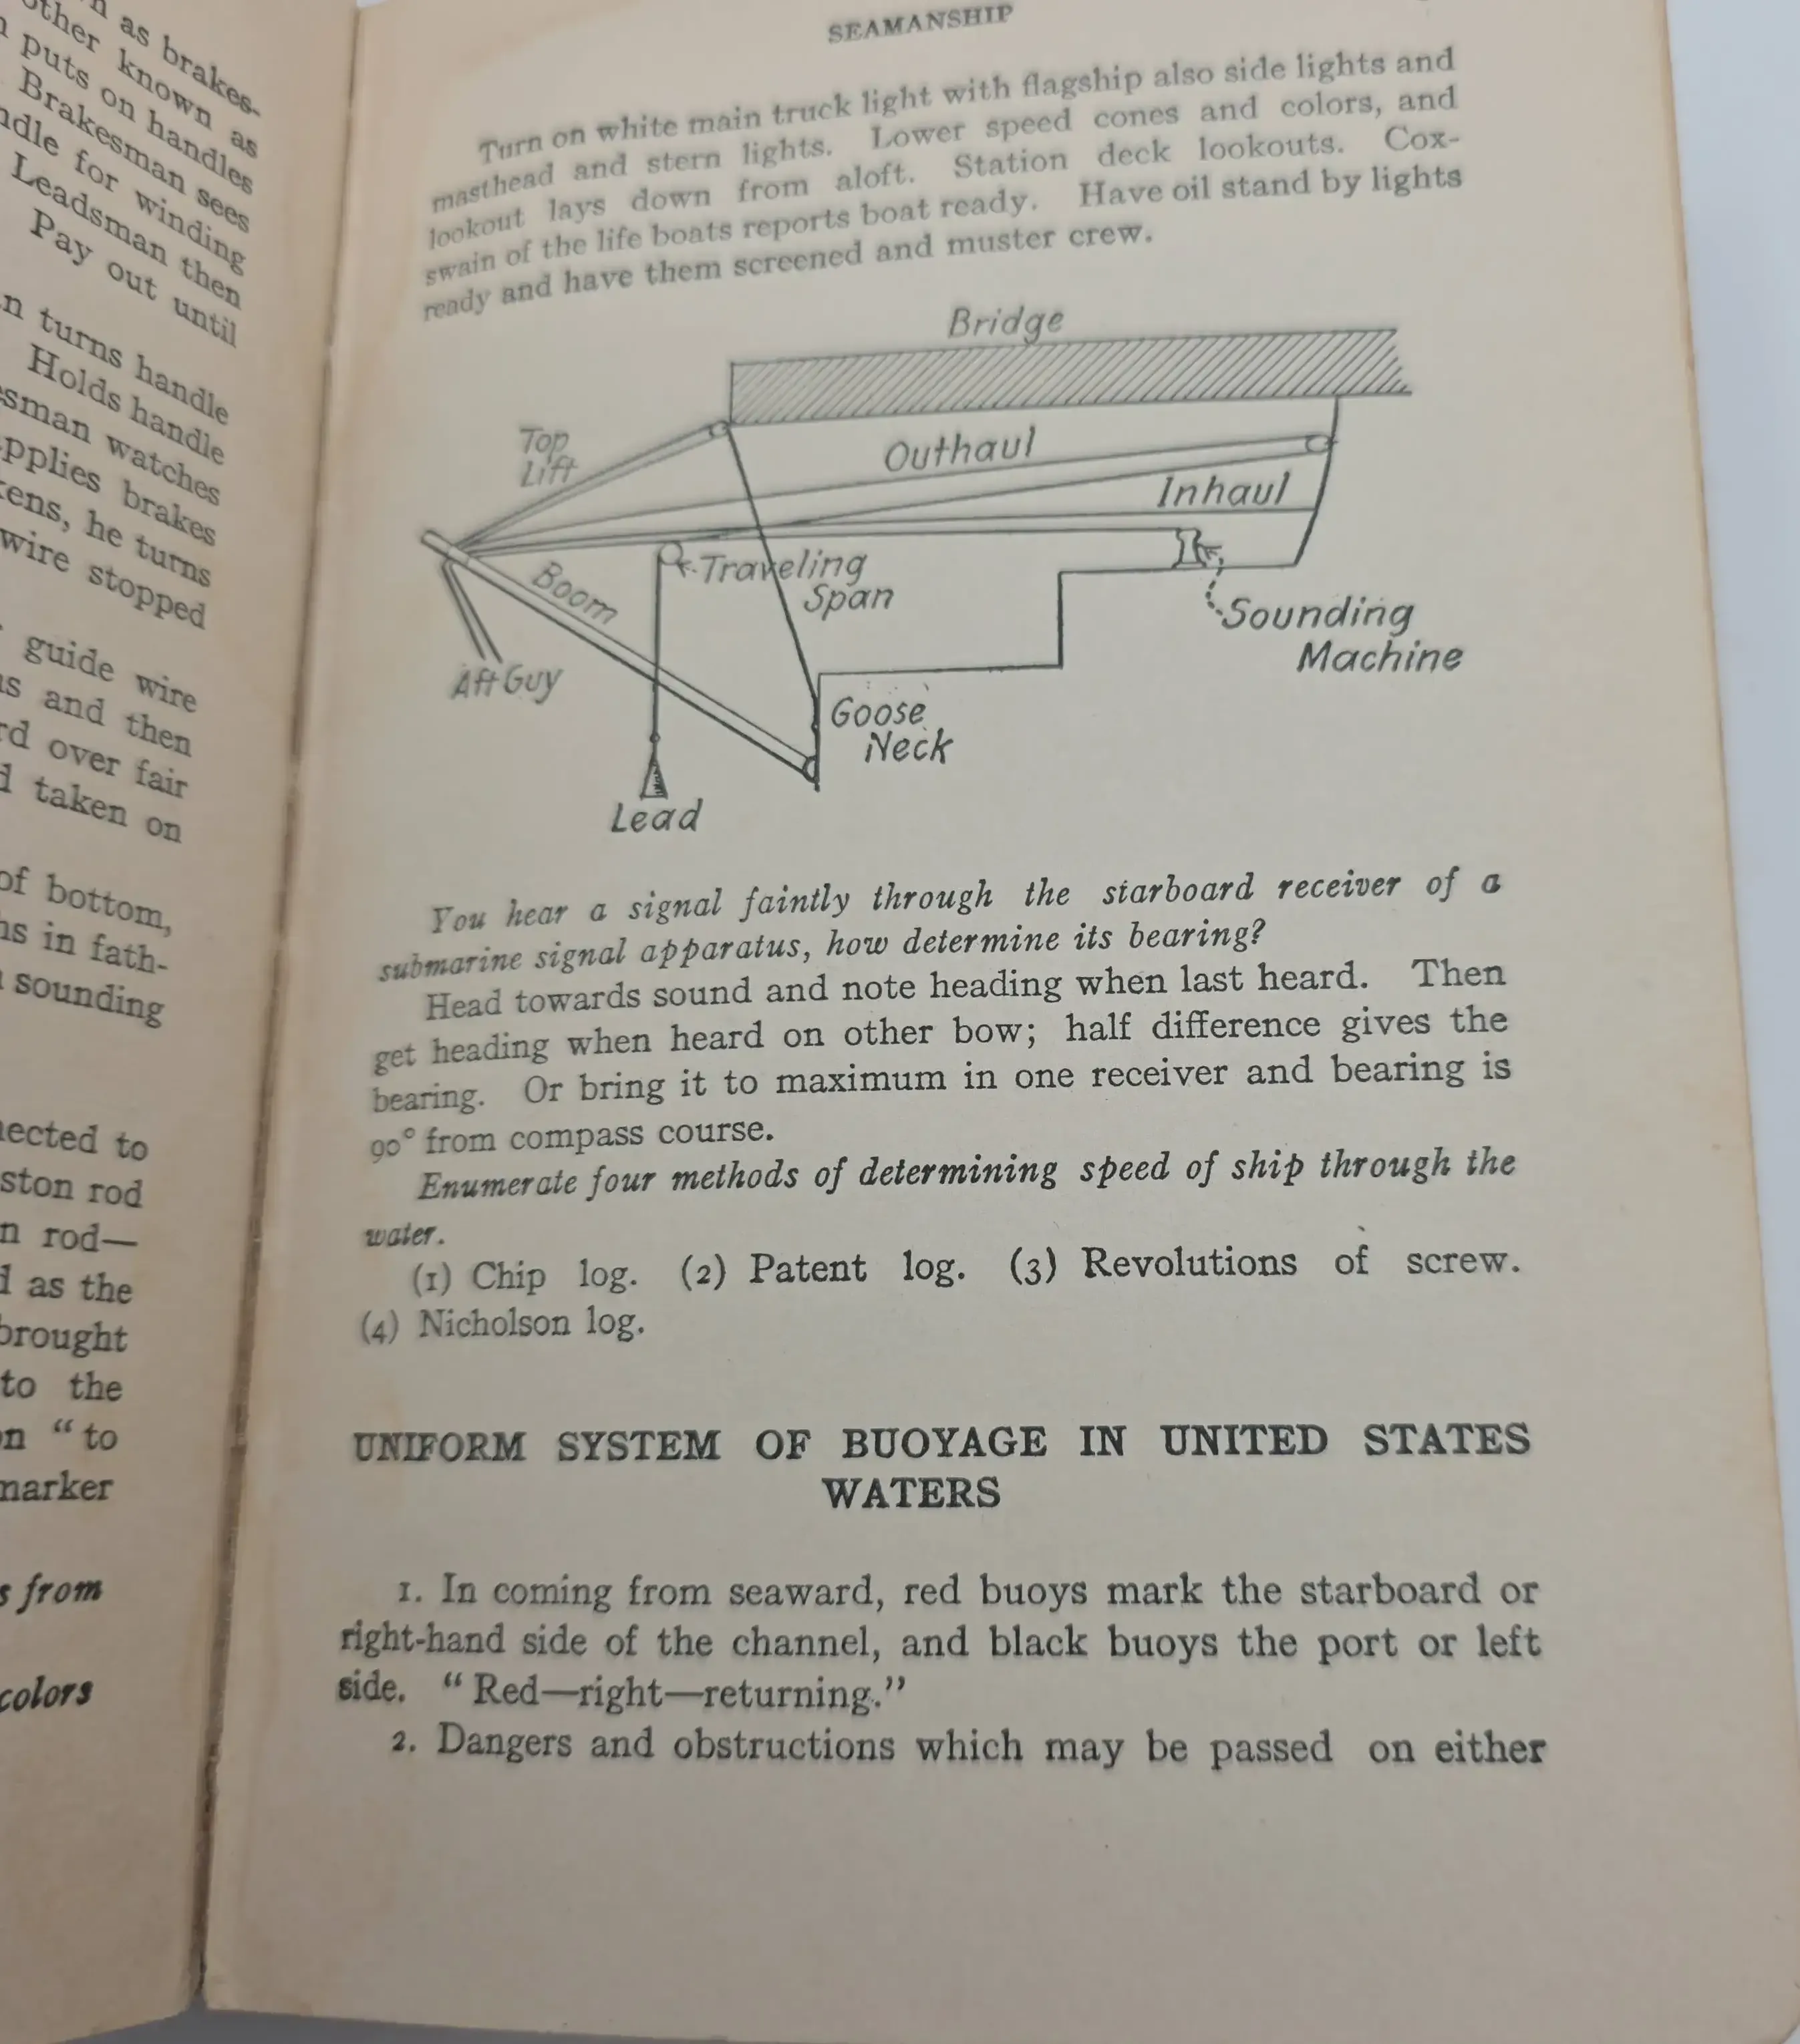 as brakes-
other known as
puts on handles
Brakesman sees
handle for winding
Leadsman then
Pay out until
turns handle
Holds handle
watches
applies brakes
he turns
wire stopped
guide wire
and then
over fair
taken on
of bottom,
in fath-
sounding
to
rod
rod—
as the
brought
to the
“to
marker
from
colors
SEAMANSHIP
Turn on white main truck light with flagship also side lights and
masthead and stern lights. Lower speed cones and colors, and
lookout lays down from aloft. Station deck lookouts. Cox-
swain of the life boats reports boat ready. Have oil stand by lights
ready and have them screened and muster crew.
Bridge
Top
Lift
Outhaul
Inhaul
Traveling
Span
Boom
Sounding
Machine
Aft Guy
Goose
Neck
Lead
You hear a signal faintly through the starboard receiver of a
submarine signal apparatus, how determine its bearing?
Head towards sound and note heading when last heard. Then
get heading when heard on other bow; half difference gives the
bearing. Or bring it to maximum in one receiver and bearing is
90° from compass course.
Enumerate four methods of determining speed of ship through the
water.
(1) Chip log. (2) Patent log. (3) Revolutions of screw.
(4) Nicholson log.
UNIFORM SYSTEM OF BUOYAGE IN UNITED STATES
WATERS
1. In coming from seaward, red buoys mark the starboard or
right-hand side of the channel, and black buoys the port or left
side. “Red—right—returning.”
2. Dangers and obstructions which may be passed on either